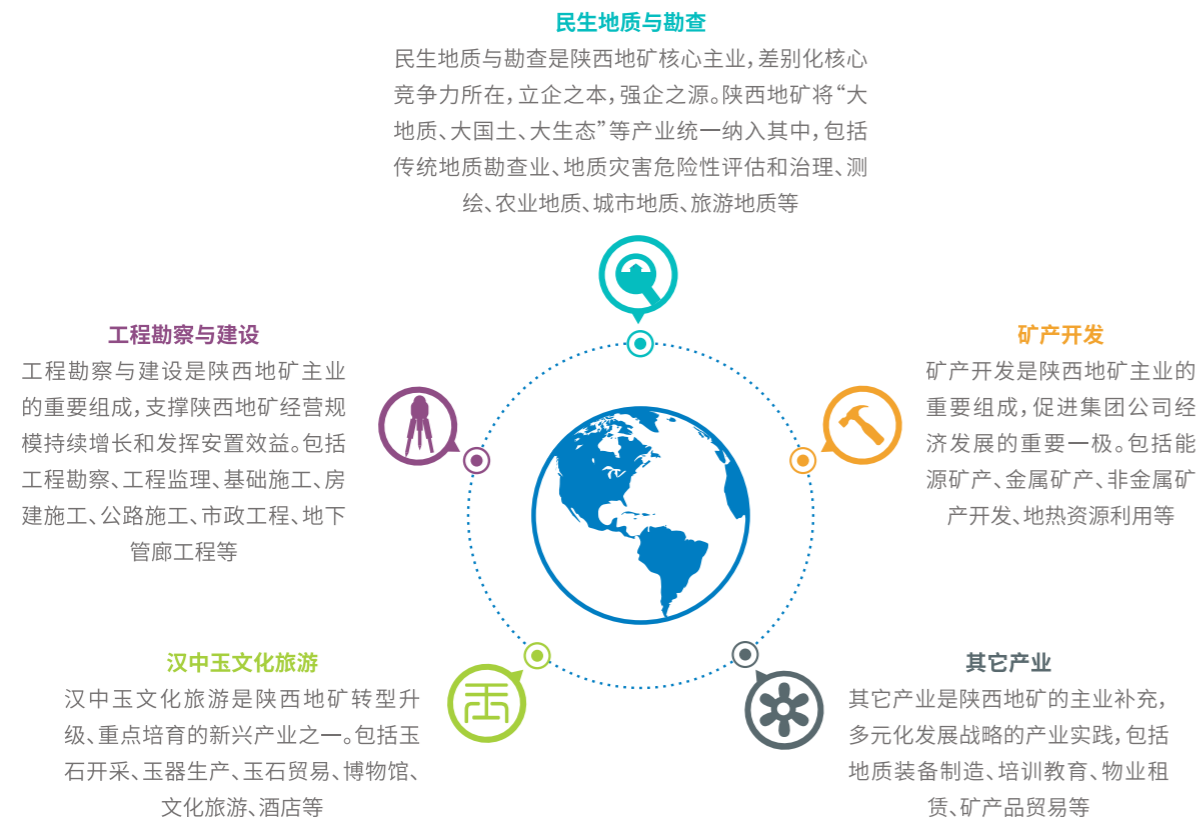 民生地质与勘查
民生地质与勘查是陕西地矿核心主业，差别化核心
竞争力所在，立企之本，强企之源。陕西地矿将“大
地质、大国土、大生态”等产业统一纳入其中，包括
传统地质勘查业、地质灾害危险性评估和治理、测
绘、农业地质、城市地质、旅游地质等
工程勘察与建设
工程勘察与建设是陕西地矿主业
的重要组成，支撑陕西地矿经营规
模持续增长和发挥安置效益。包括
工程勘察、工程监理、基础施工、房
建施工、公路施工、市政工程、地下
管廊工程等
矿产开发
矿产开发是陕西地矿主业的
重要组成，促进集团公司经
济发展的重要一极。包括能
源矿产、金属矿产、非金属矿
产开发、地热资源利用等
汉中玉文化旅游
汉中玉文化旅游是陕西地矿转型升
级、重点培育的新兴产业之一。包括玉
石开采、玉器生产、玉石贸易、博物馆、
文化旅游、酒店等
其它产业
其它产业是陕西地矿的主业补充，
多元化发展战略的产业实践，包括
地质装备制造、培训教育、物业租
赁、矿产品贸易等